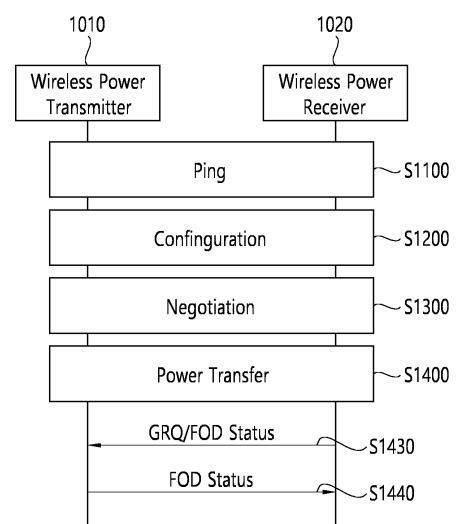 1010
1020
Wireless Power
Transmitter
Wireless Power
Receiver
Ping
S1100
Confinguration
S1200
Negotiation
S1300
Power Transfer
S1400
GRQ/FOD Status
S1430
FOD Status
S1440